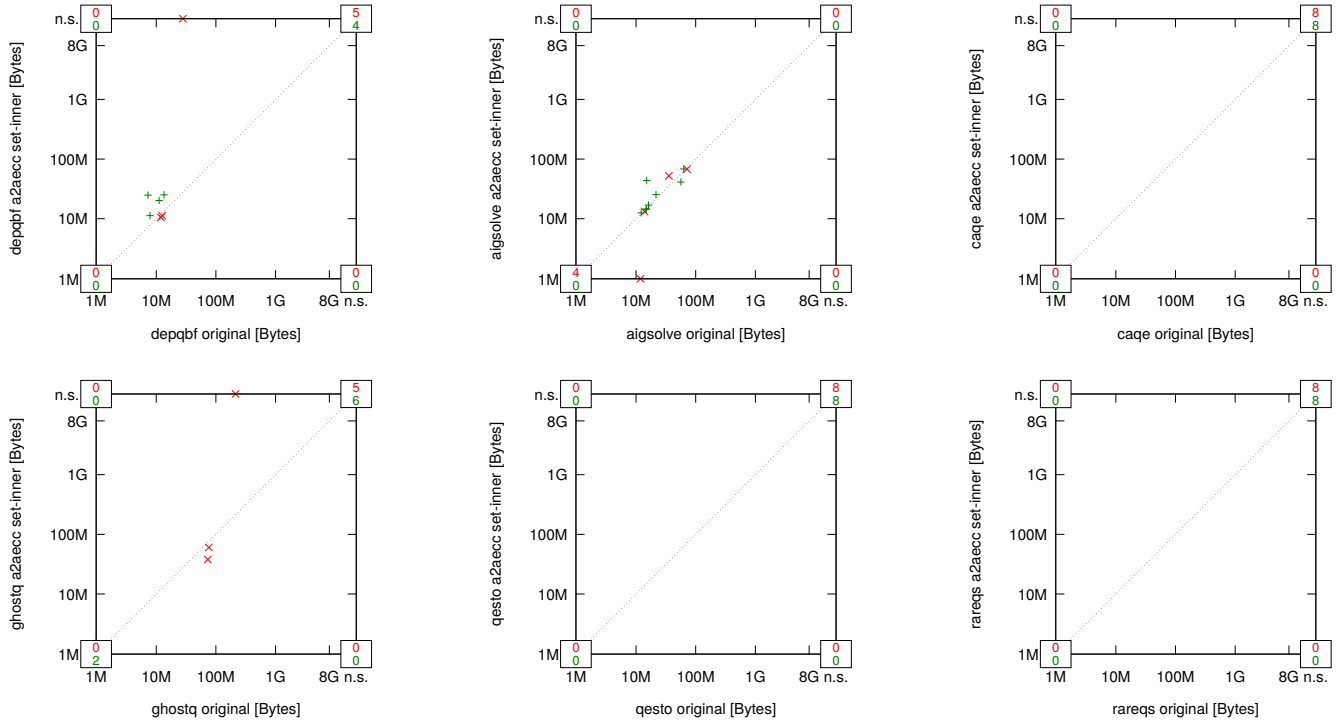 depqbf a2aecc set-inner [Bytes]
n.s.
8G
1G
100M
10M
1M
0
0
5
4
0
0
0
0
1M 10M 100M 1G 8G n.s.
depqbf original [Bytes]
aigsolve a2aecc set-inner [Bytes]
n.s.
8G
1G
100M
10M
1M
0
0
0
0
4
0
0
0
1M 10M 100M 1G 8G n.s.
aigsolve original [Bytes]
caqe a2aecc set-inner [Bytes]
n.s.
8G
1G
100M
10M
1M
0
0
8
8
0
0
0
0
1M 10M 100M 1G 8G n.s.
caqe original [Bytes]
ghostq a2aecc set-inner [Bytes]
n.s.
8G
1G
100M
10M
1M
0
0
5
6
0
2
0
0
1M 10M 100M 1G 8G n.s.
ghostq original [Bytes]
qesto a2aecc set-inner [Bytes]
n.s.
8G
1G
100M
10M
1M
0
0
8
8
0
0
0
0
1M 10M 100M 1G 8G n.s.
qesto original [Bytes]
rareqs a2aecc set-inner [Bytes]
n.s.
8G
1G
100M
10M
1M
0
0
8
8
0
0
0
0
1M 10M 100M 1G 8G n.s.
rareqs original [Bytes]